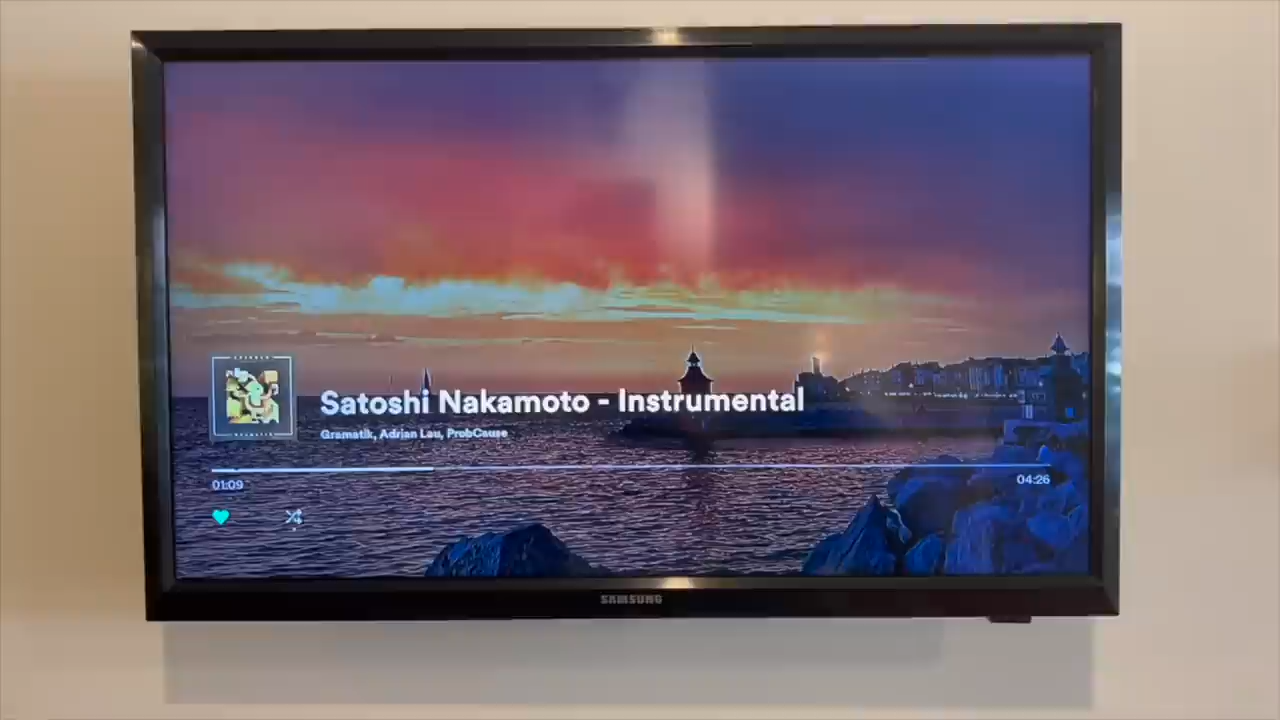 Satoshi Nakamoto - Instrumental
Gramatik, Adrian Lau, ProbCause
01:09
04:26
SAMSUNG